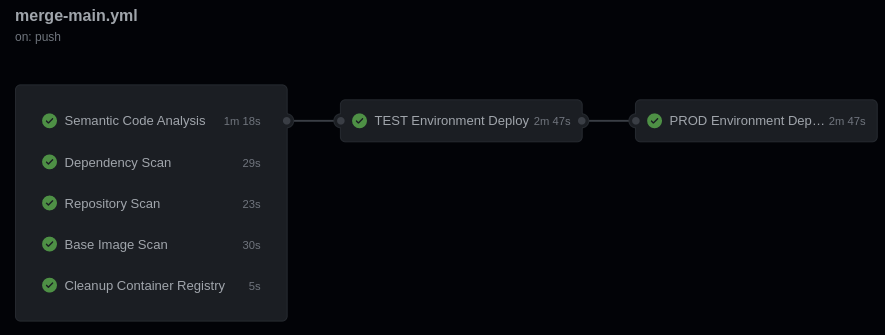 merge-main.yml
on: push
Semantic Code Analysis 1m 18s
Dependency Scan 29s
Repository Scan 23s
Base Image Scan 30s
Cleanup Container Registry 5s
TEST Environment Deploy 2m 47s
PROD Environment Dep… 2m 47s